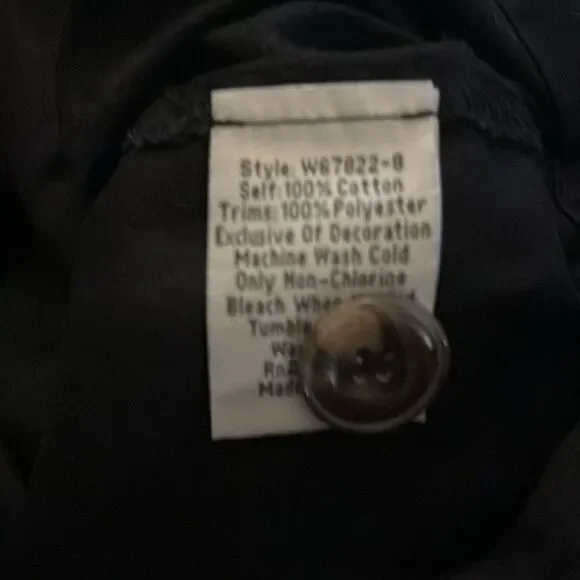 Style: W67822-8
Self:100% Cotton
Trims:100% Polyester
Exclusive Of Decoration
Machine Wash Cold
Only Non-Chlorine
Bleach
Tumble